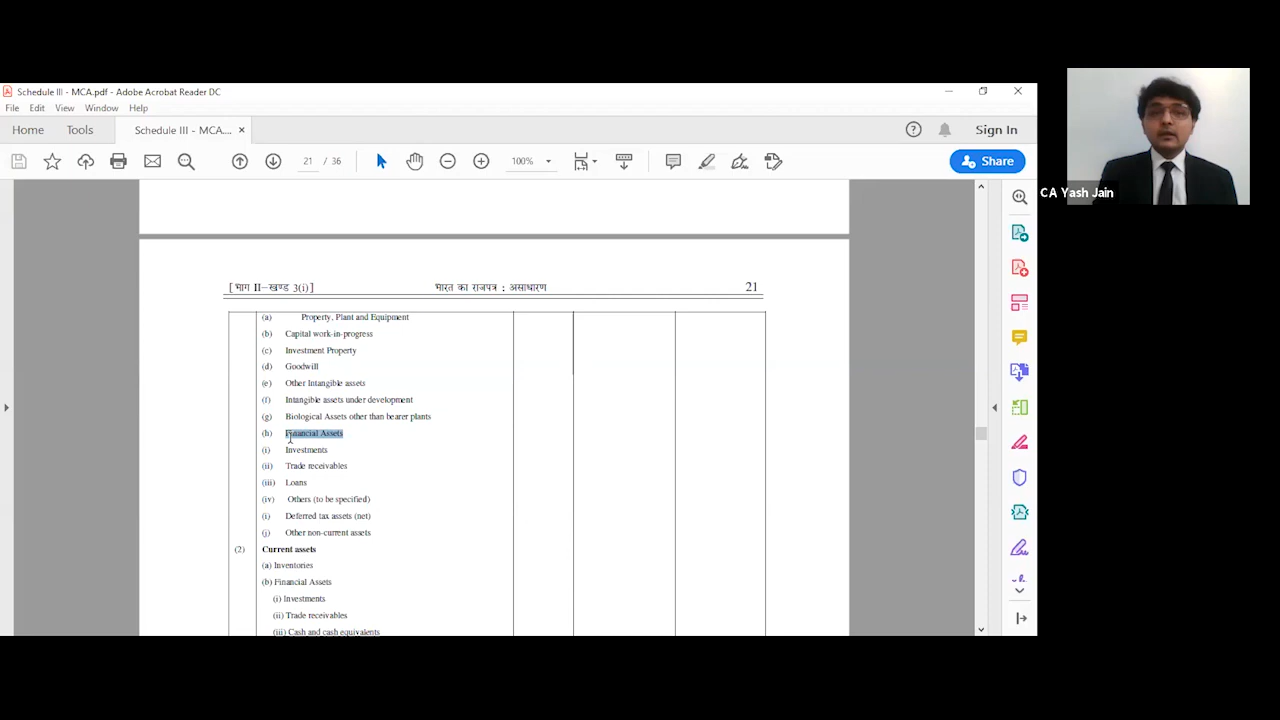 Schedule III - MCA.pdf - Adobe Acrobat Reader DC
File Edit View Window Help
Home Tools Schedule III - MCA.... × Sign In
21 / 36 100% Share
CA Yash Jain
[ भाग II—खण्ड 3(i) ] भारत का राजपत्र : असाधारण 21
(a) Property, Plant and Equipment
(b) Capital work-in-progress
(c) Investment Property
(d) Goodwill
(e) Other Intangible assets
(f) Intangible assets under development
(g) Biological Assets other than bearer plants
(h) Financial Assets
(i) Investments
(ii) Trade receivables
(iii) Loans
(iv) Others (to be specified)
(i) Deferred tax assets (net)
(j) Other non-current assets
(2) Current assets
(a) Inventories
(b) Financial Assets
(i) Investments
(ii) Trade receivables
(iii) Cash and cash equivalents